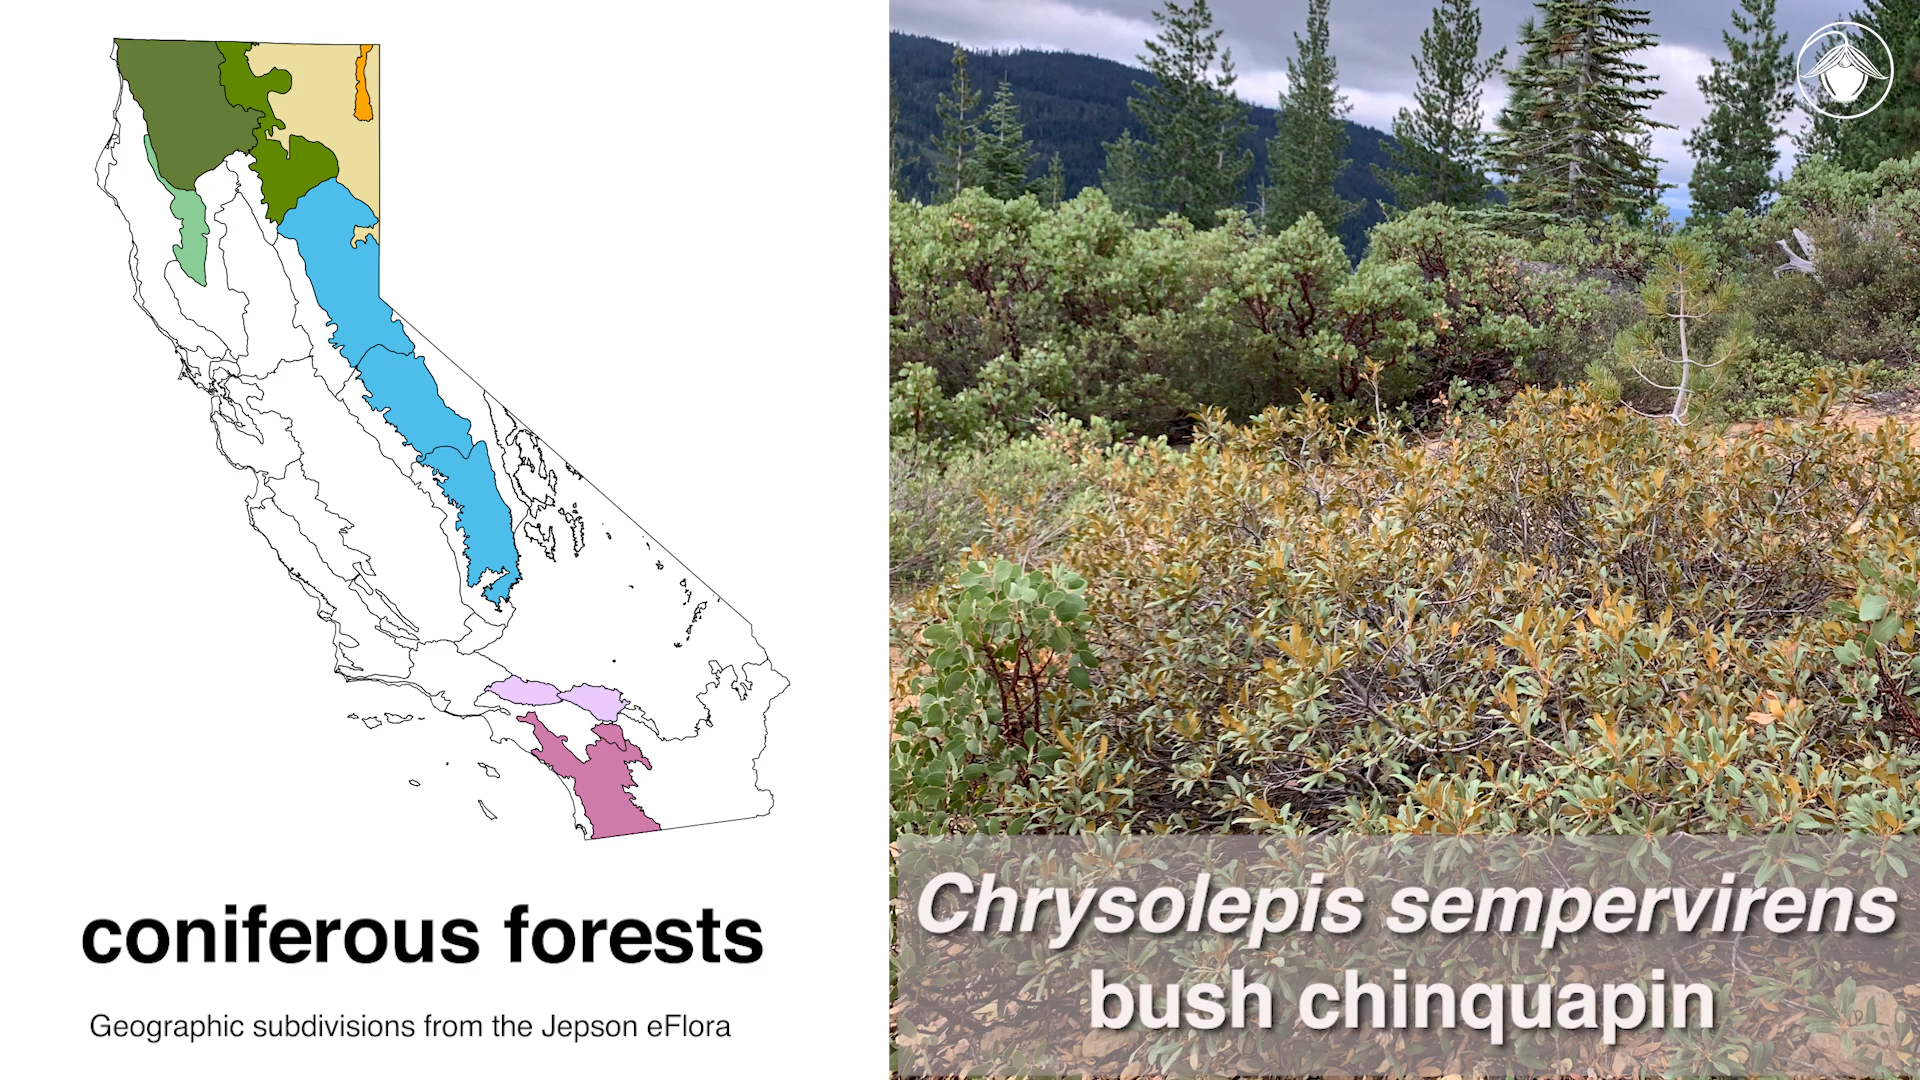 coniferous forests
Geographic subdivisions from the Jepson eFlora
Chrysolepis sempervirens
bush chinquapin